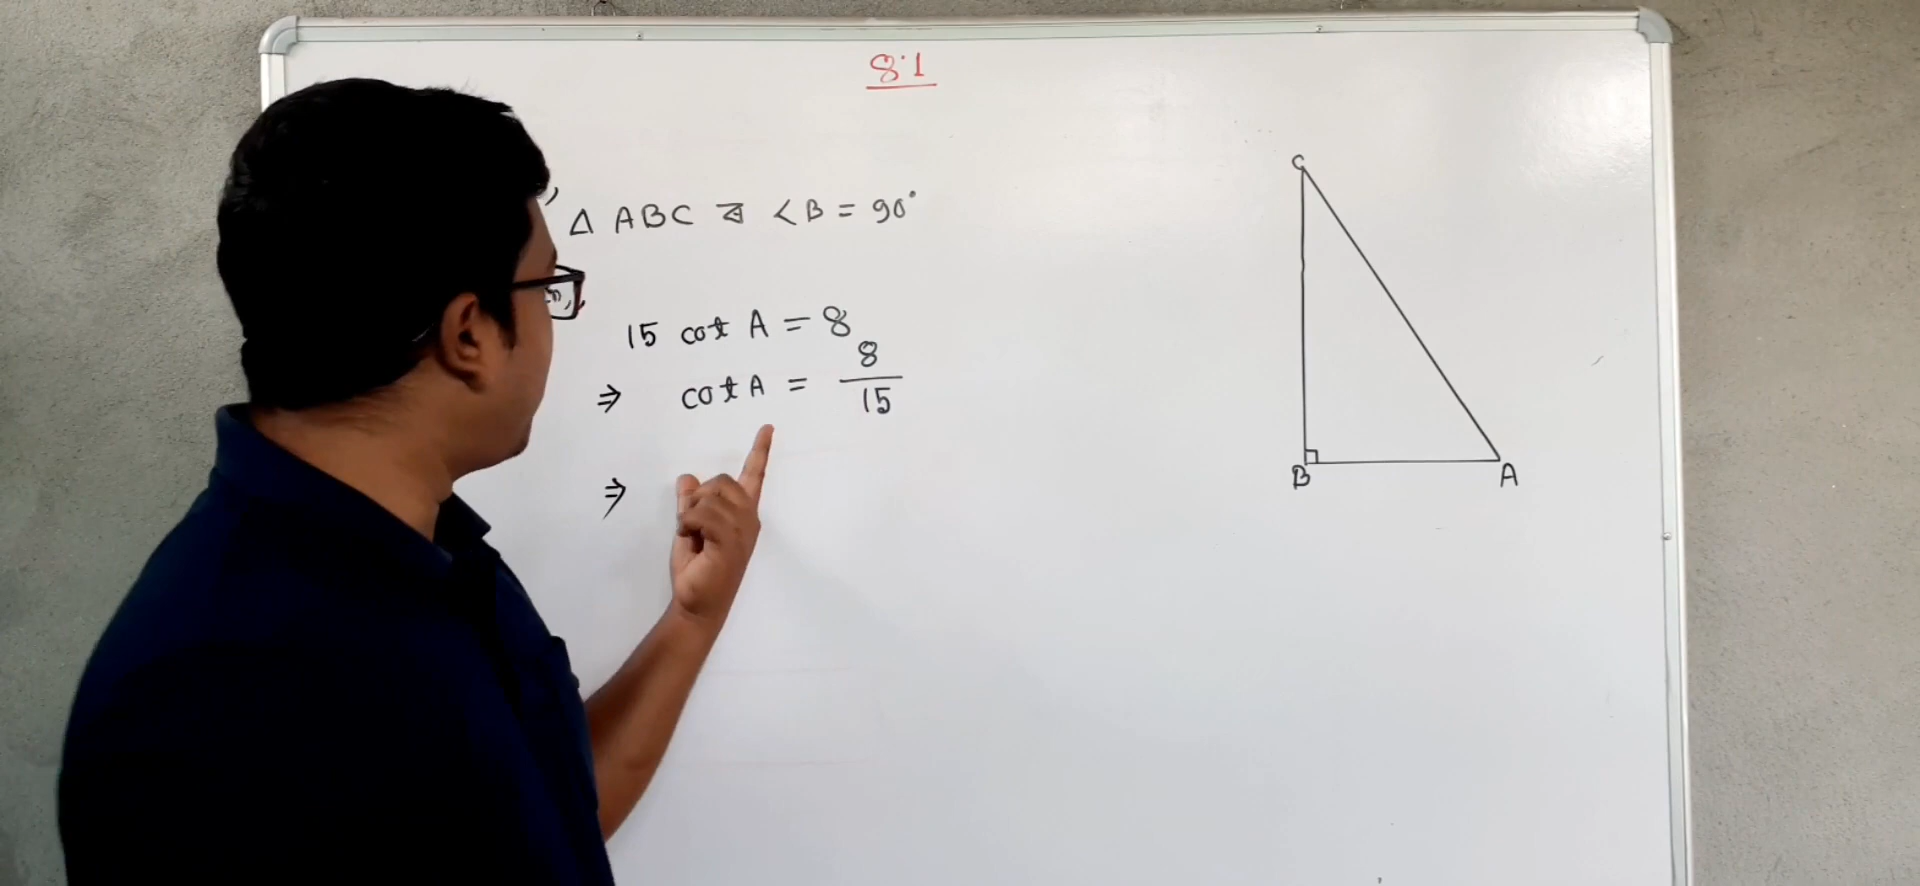 8.1
Δ ABC ৰ <B = 90°
15 cot A = 8
⇒ cot A = 8/15
⇒
C
B
A